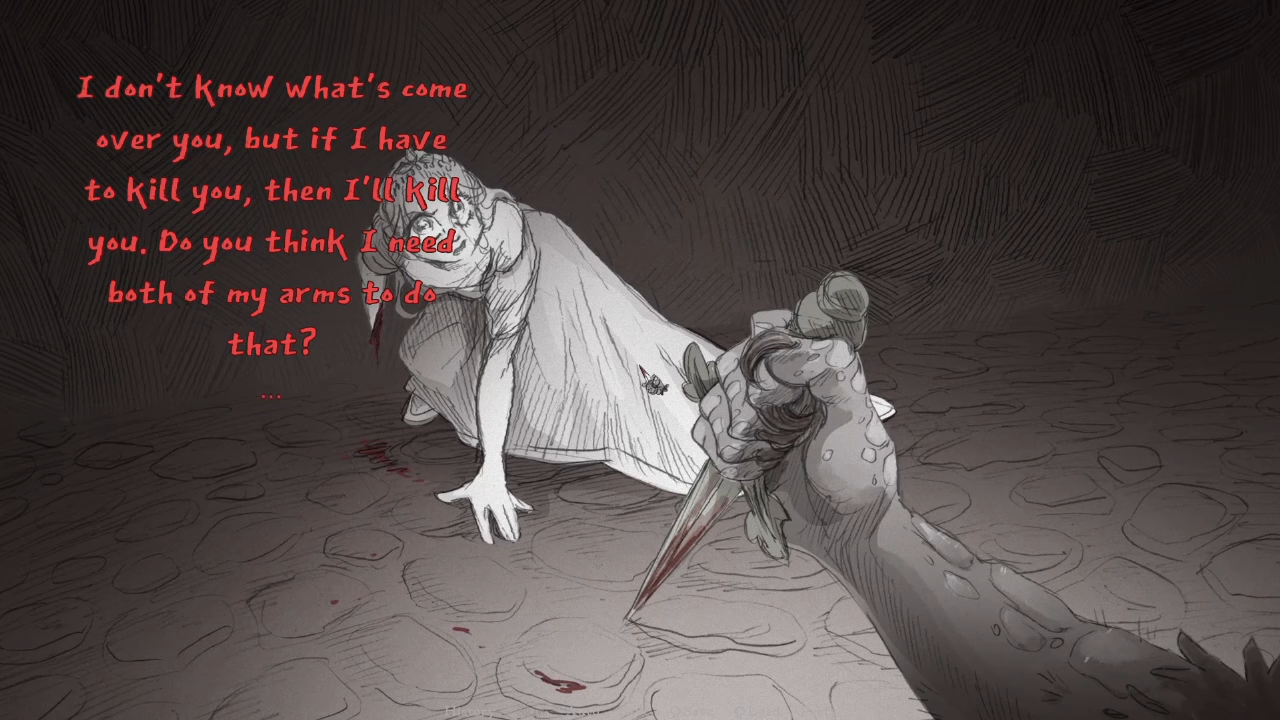 I don't know what's come
over you, but if I have
to kill you, then I'll kill
you. Do you think I need
both of my arms to do
that?
...